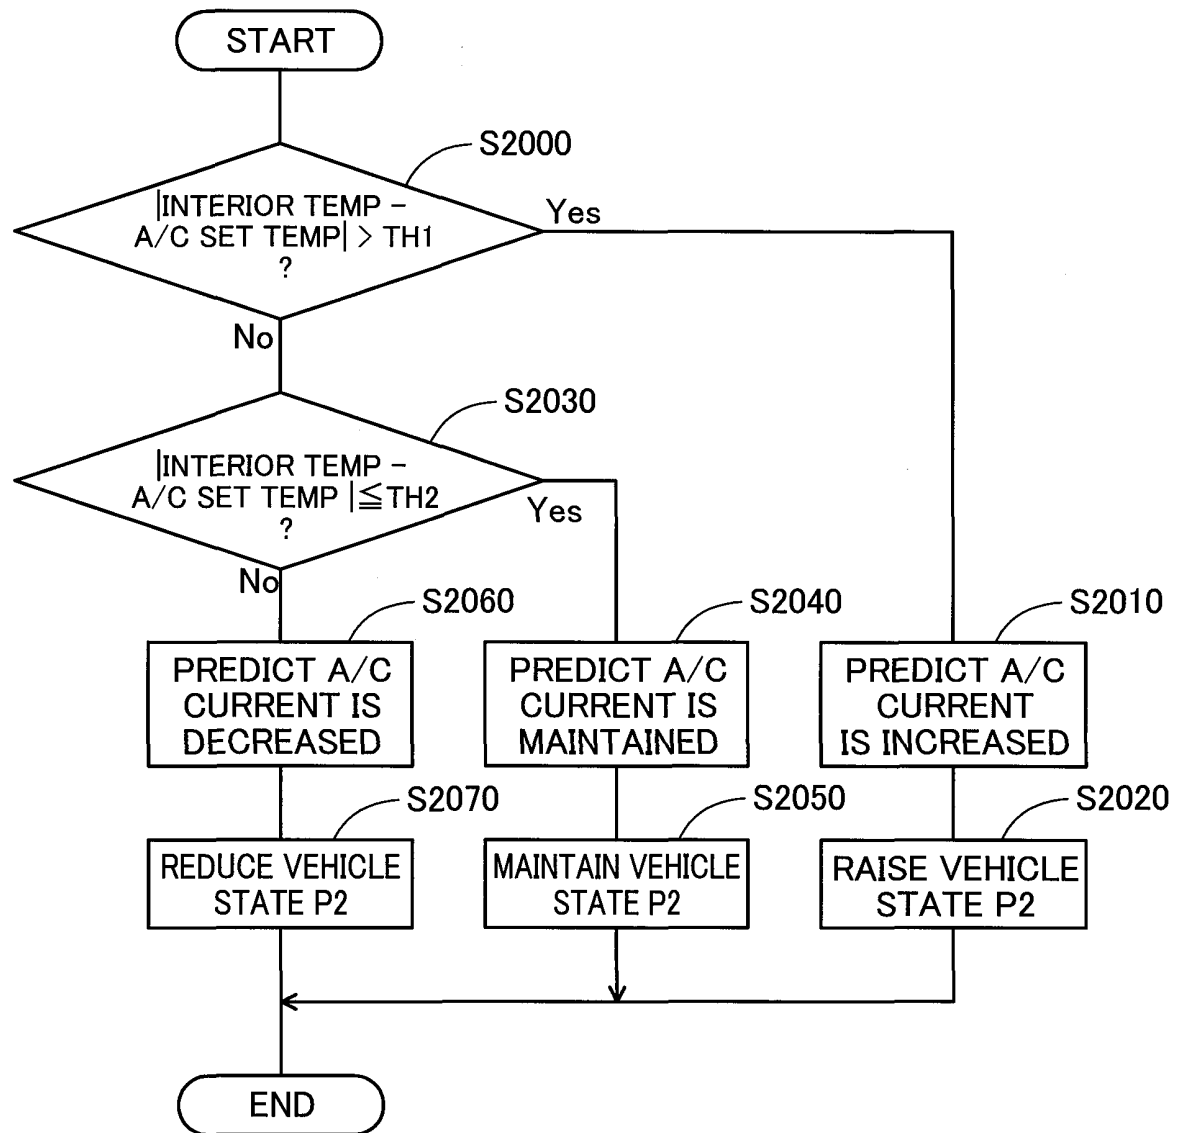 START
S2000
|INTERIOR TEMP –
A/C SET TEMP| > TH1
?
Yes
No
S2030
|INTERIOR TEMP –
A/C SET TEMP |≦TH2
?
Yes
No
S2060
S2040
S2010
PREDICT A/C
CURRENT IS
DECREASED
PREDICT A/C
CURRENT IS
MAINTAINED
PREDICT A/C
CURRENT
IS INCREASED
S2070
S2050
S2020
REDUCE VEHICLE
STATE P2
MAINTAIN VEHICLE
STATE P2
RAISE VEHICLE
STATE P2
END